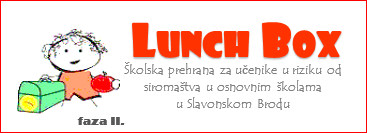 LUNCH BOX
Školska prehrana za učenike u riziku od
siromaštva u osnovnim školama
u Slavonskom Brodu
faza II.